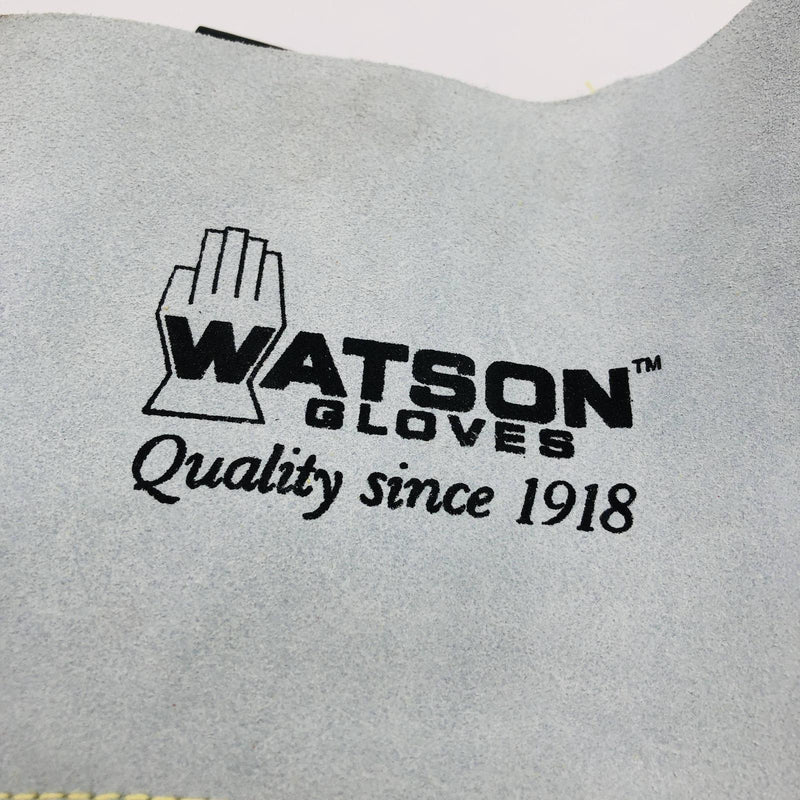 WATSON™
GLOVES
Quality since 1918